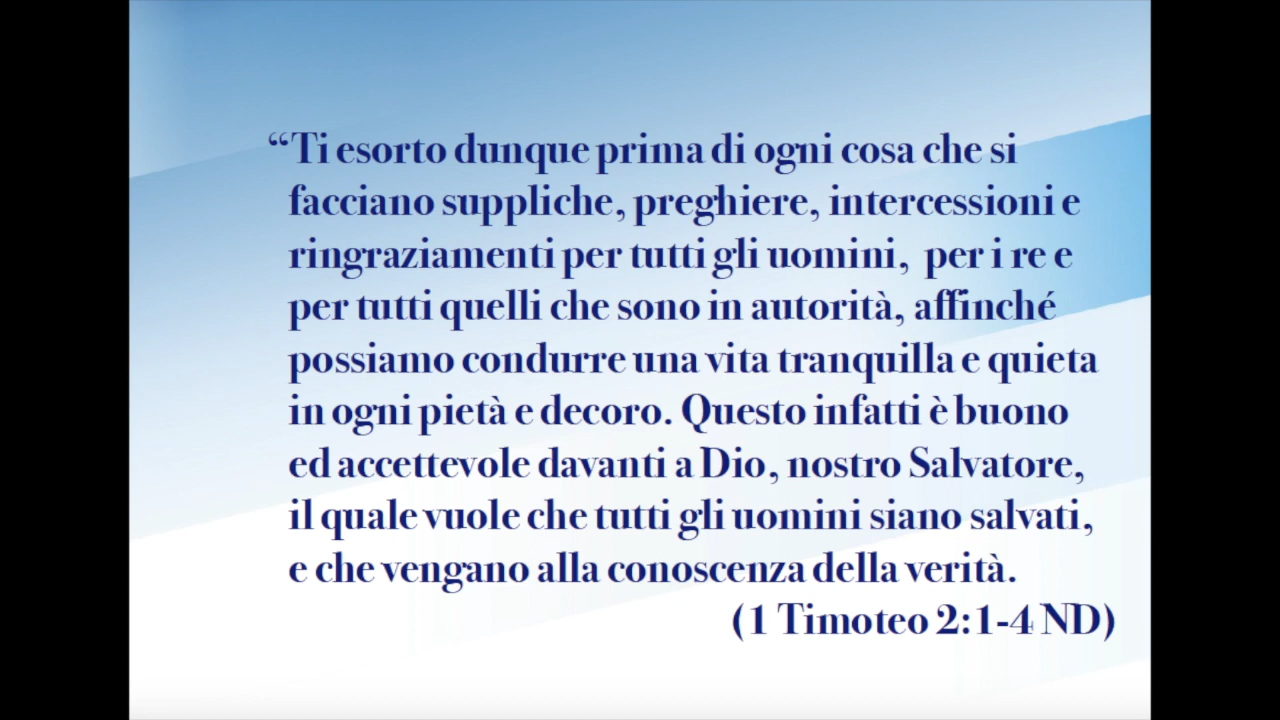 “Ti esorto dunque prima di ogni cosa che si
facciano suppliche, preghiere, intercessioni e
ringraziamenti per tutti gli uomini, per i re e
per tutti quelli che sono in autorità, affinché
possiamo condurre una vita tranquilla e quieta
in ogni pietà e decoro. Questo infatti è buono
ed accettevole davanti a Dio, nostro Salvatore,
il quale vuole che tutti gli uomini siano salvati,
e che vengano alla conoscenza della verità.
(1 Timoteo 2:1-4 ND)